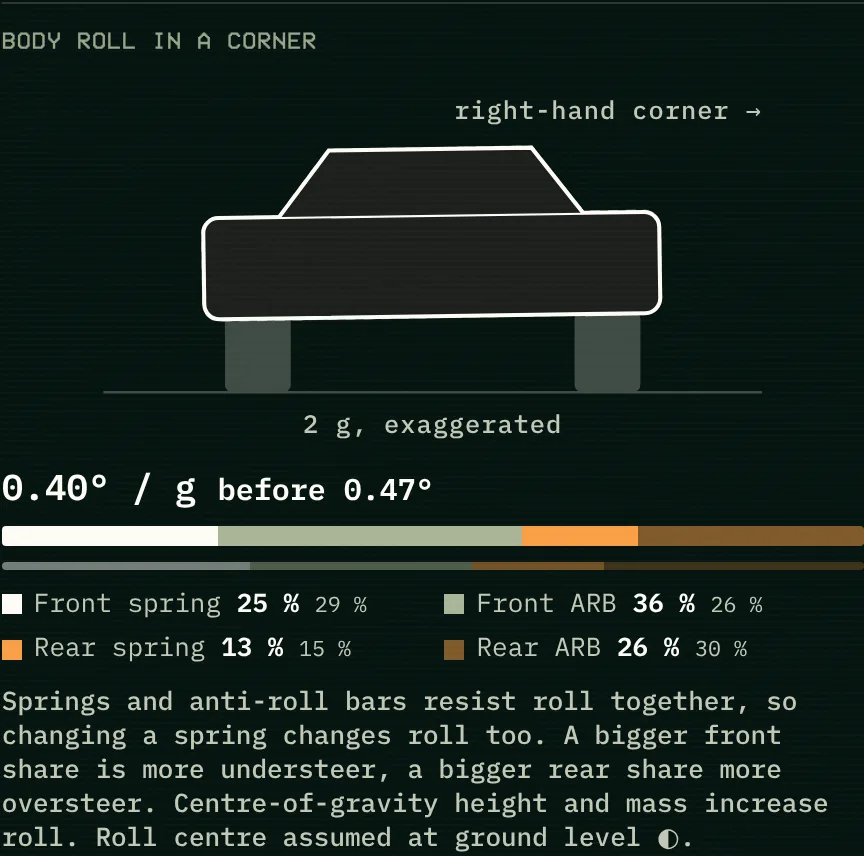 BODY ROLL IN A CORNER
right-hand corner →
2 g, exaggerated
0.40° / g before 0.47°
Front spring 25 % 29 %
Front ARB 36 % 26 %
Rear spring 13 % 15 %
Rear ARB 26 % 30 %
Springs and anti-roll bars resist roll together, so
changing a spring changes roll too. A bigger front
share is more understeer, a bigger rear share more
oversteer. Centre-of-gravity height and mass increase
roll. Roll centre assumed at ground level ◐.